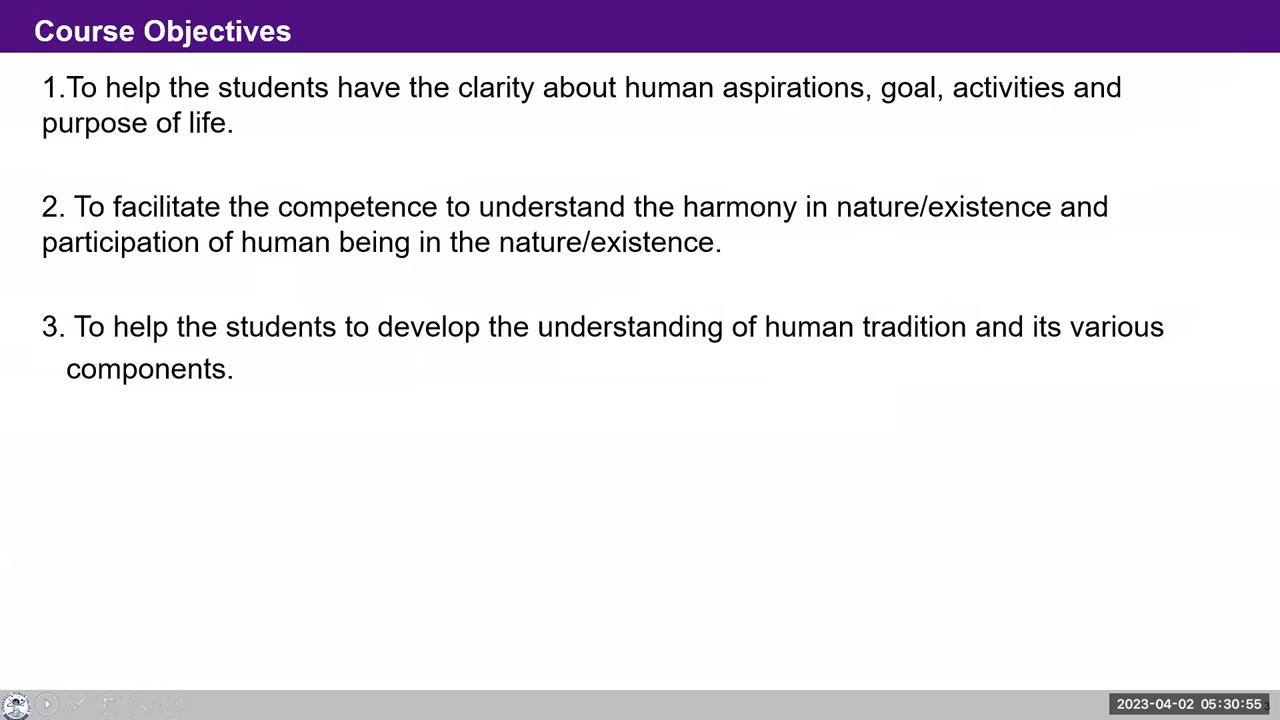 Course Objectives
1.To help the students have the clarity about human aspirations, goal, activities and
purpose of life.
2. To facilitate the competence to understand the harmony in nature/existence and
participation of human being in the nature/existence.
3. To help the students to develop the understanding of human tradition and its various
components.
2023-04-02 05:30:55
3